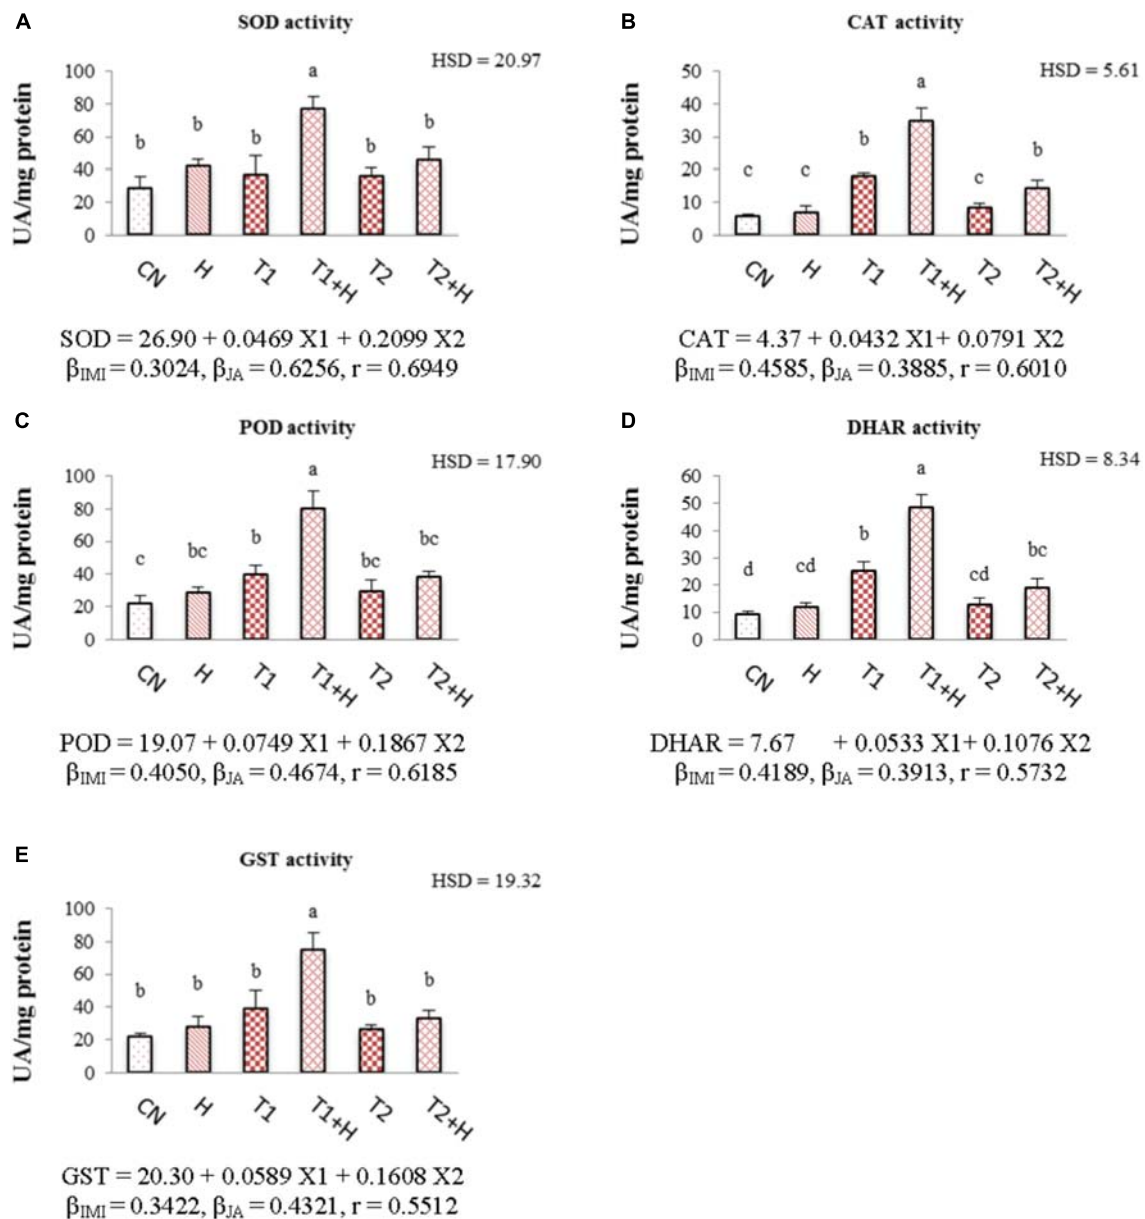 A
SOD activity
HSD = 20.97
UA/mg protein
100
80
60
40
20
0
b
b
b
a
b
b
CN
H
T1
T1+H
T2
T2+H
SOD = 26.90 + 0.0469 X1 + 0.2099 X2
βIMI = 0.3024, βJA = 0.6256, r = 0.6949
B
CAT activity
HSD = 5.61
UA/mg protein
50
40
30
20
10
0
c
c
b
a
c
b
CN
H
T1
T1+H
T2
T2+H
CAT = 4.37 + 0.0432 X1+ 0.0791 X2
βIMI = 0.4585, βJA = 0.3885, r = 0.6010
C
POD activity
HSD = 17.90
UA/mg protein
100
80
60
40
20
0
c
bc
b
a
bc
bc
CN
H
T1
T1+H
T2
T2+H
POD = 19.07 + 0.0749 X1 + 0.1867 X2
βIMI = 0.4050, βJA = 0.4674, r = 0.6185
D
DHAR activity
HSD = 8.34
UA/mg protein
60
50
40
30
20
10
0
d
cd
b
a
cd
bc
CN
H
T1
T1+H
T2
T2+H
DHAR = 7.67 + 0.0533 X1+ 0.1076 X2
βIMI = 0.4189, βJA = 0.3913, r = 0.5732
E
GST activity
HSD = 19.32
UA/mg protein
100
80
60
40
20
0
b
b
b
a
b
b
CN
H
T1
T1+H
T2
T2+H
GST = 20.30 + 0.0589 X1 + 0.1608 X2
βIMI = 0.3422, βJA = 0.4321, r = 0.5512